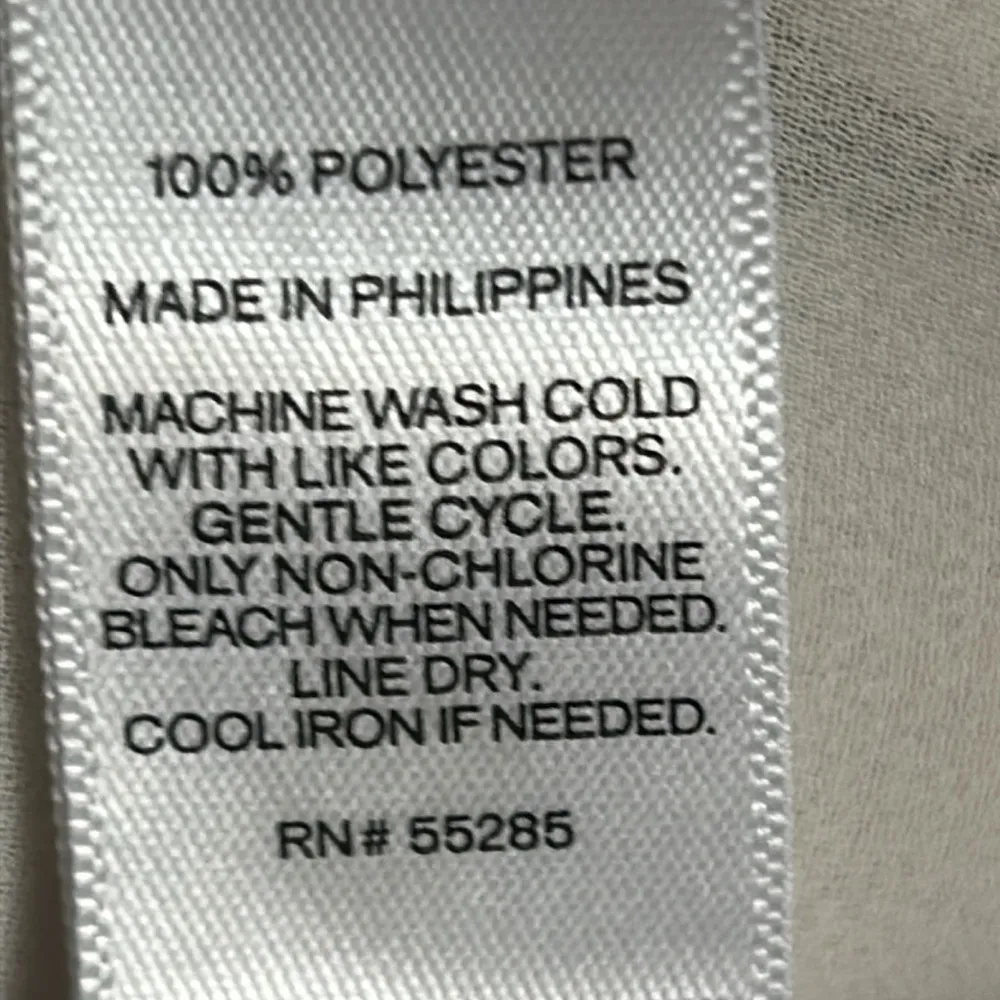 100% POLYESTER
MADE IN PHILIPPINES
MACHINE WASH COLD
WITH LIKE COLORS.
GENTLE CYCLE.
ONLY NON-CHLORINE
BLEACH WHEN NEEDED.
LINE DRY.
COOL IRON IF NEEDED.
RN# 55285